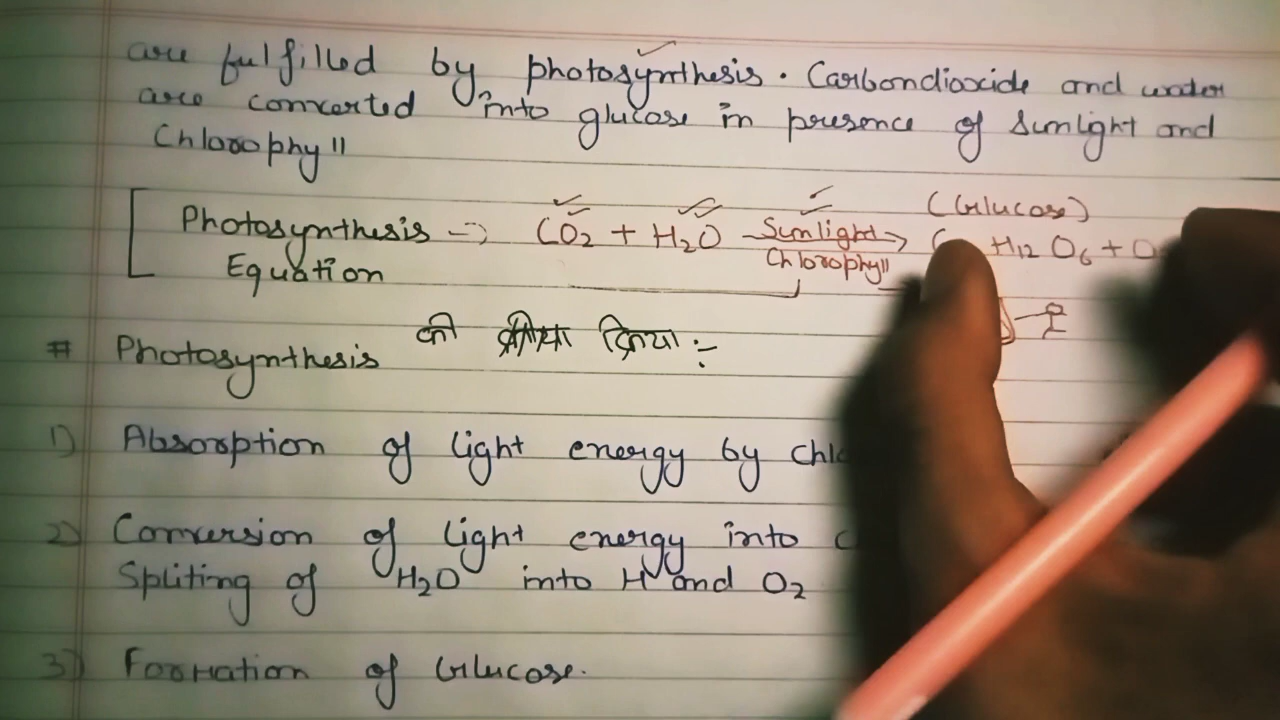 are fulfilled by photosynthesis. Carbondioxide and water
are converted into glucose in presence of Sunlight and
Chlorophyll
(Glucose)
Photosynthesis => CO2 + H2O Sunlight H12 O6 + O
Equation Chlorophyll
# Photosynthesis की क्रिया :-
1) Absorption of light energy by
2) Conversion of light energy into
Spliting of H2O into H and O2
3) Formation of Glucose.